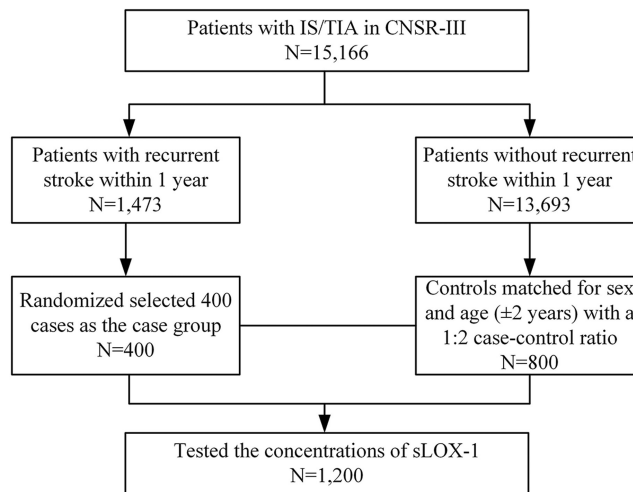 Patients with IS/TIA in CNSR-III
N=15,166
Patients with recurrent
stroke within 1 year
N=1,473
Patients without recurrent
stroke within 1 year
N=13,693
Randomized selected 400
cases as the case group
N=400
Controls matched for sex
and age (±2 years) with a
1:2 case-control ratio
N=800
Tested the concentrations of sLOX-1
N=1,200